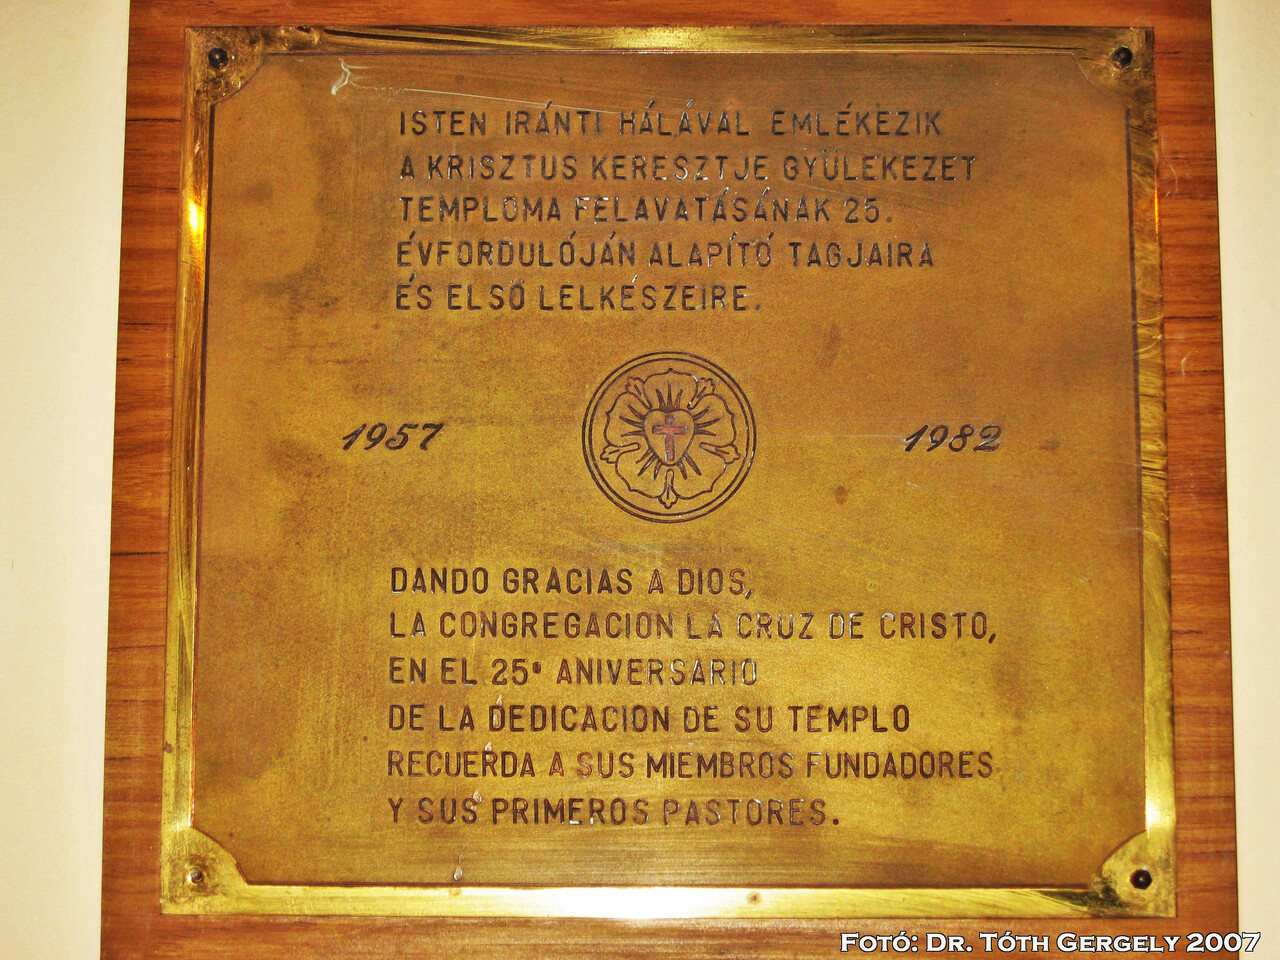 ISTEN IRÁNTI HÁLÁVAL EMLÉKEZIK
A KRISZTUS KERESZTJE GYÜLEKEZET
TEMPLOMA FELAVATÁSÁNAK 25.
ÉVFORDULÓJÁN ALAPÍTÓ TAGJAIRA
ÉS ELSŐ LELKÉSZEIRE.
1957 1982
DANDO GRACIAS A DIOS,
LA CONGREGACION LA CRUZ DE CRISTO,
EN EL 25° ANIVERSARIO
DE LA DEDICACION DE SU TEMPLO
RECUERDA A SUS MIEMBROS FUNDADORES
Y SUS PRIMEROS PASTORES.
FOTÓ: DR. TÓTH GERGELY 2007